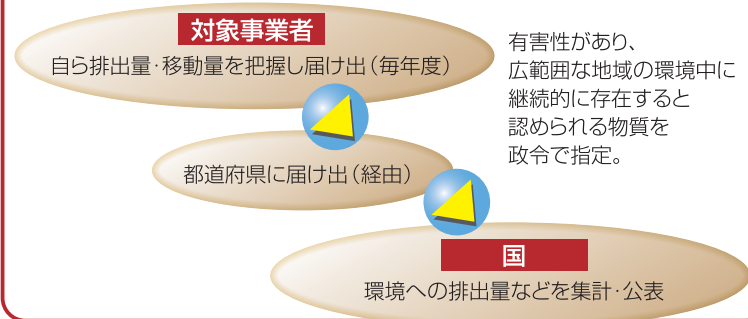 対象事業者
自ら排出量・移動量を把握し届け出（毎年度）
有害性があり、
広範囲な地域の環境中に
継続的に存在すると
認められる物質を
政令で指定。
都道府県に届け出（経由）
国
環境への排出量などを集計・公表